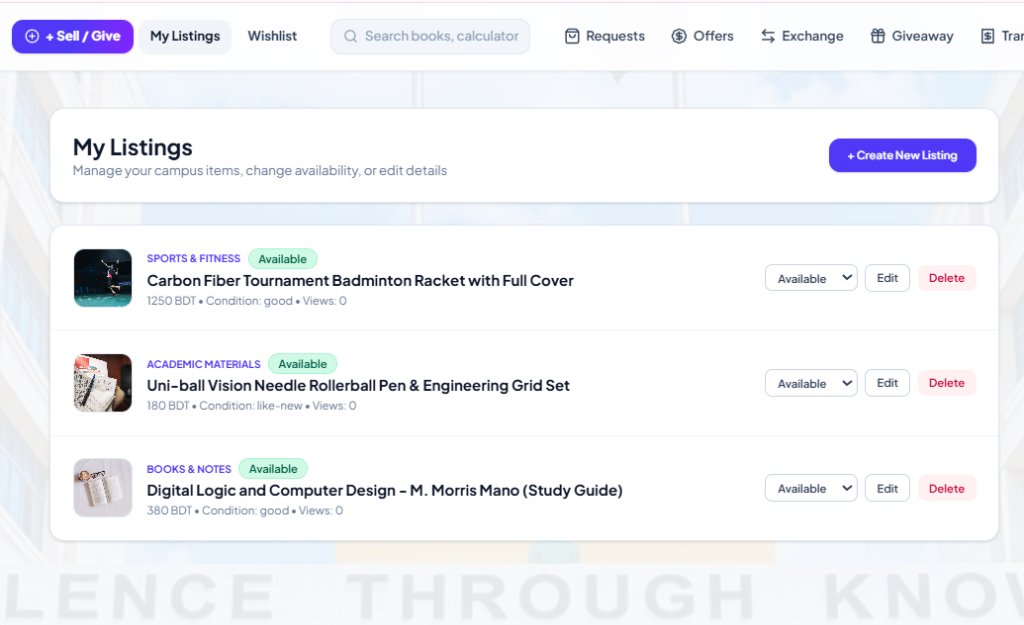 + Sell / Give My Listings Wishlist Search books, calculator Requests Offers Exchange Giveaway
My Listings
Manage your campus items, change availability, or edit details
+ Create New Listing
SPORTS & FITNESS Available
Carbon Fiber Tournament Badminton Racket with Full Cover
1250 BDT • Condition: good • Views: 0
Available Edit Delete
ACADEMIC MATERIALS Available
Uni-ball Vision Needle Rollerball Pen & Engineering Grid Set
180 BDT • Condition: like-new • Views: 0
Available Edit Delete
BOOKS & NOTES Available
Digital Logic and Computer Design - M. Morris Mano (Study Guide)
380 BDT • Condition: good • Views: 0
Available Edit Delete
LENCE THROUGH KNOW